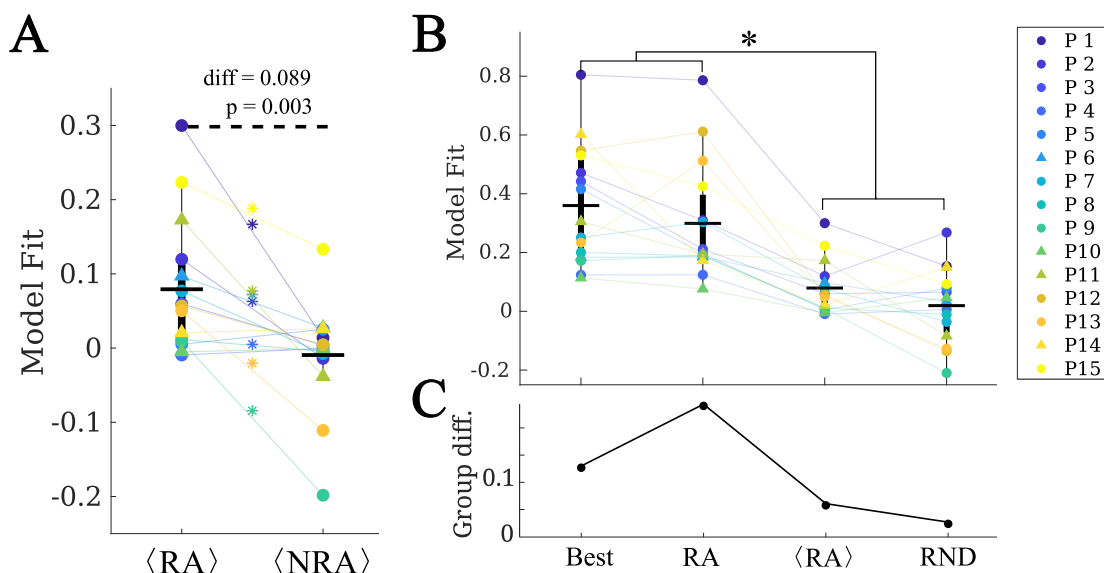 A
diff = 0.089
p = 0.003
Model Fit
0.3
0.2
0.1
0
-0.1
-0.2
⟨RA⟩ ⟨NRA⟩
B
*
Model Fit
0.8
0.6
0.4
0.2
0
-0.2
C
Group diff.
0.1
0
Best RA ⟨RA⟩ RND
P 1
P 2
P 3
P 4
P 5
P 6
P 7
P 8
P 9
P10
P11
P12
P13
P14
P15